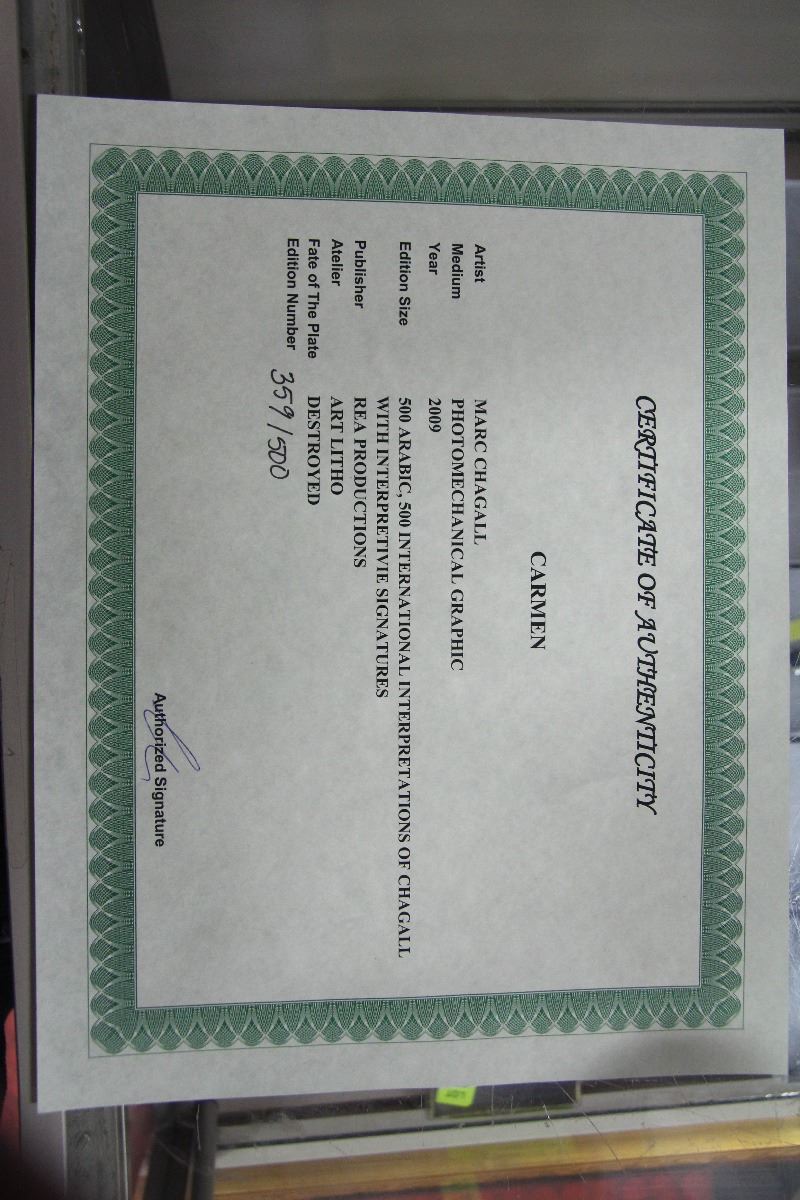 CERTIFICATE OF AUTHENTICITY
CARMEN
Artist MARC CHAGALL
Medium PHOTOMECHANICAL GRAPHIC
Year 2009
Edition Size 500 ARABIC, 500 INTERNATIONAL INTERPRETATIONS OF CHAGALL
WITH INTERPRETIVIE SIGNATURES
Publisher REA PRODUCTIONS
Atelier ART LITHO
Fate of The Plate DESTROYED
Edition Number 359/500
Authorized Signature